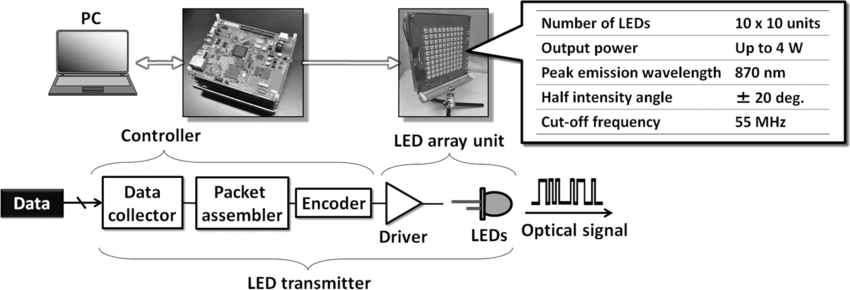 PC
Number of LEDs 10 x 10 units
Output power Up to 4 W
Peak emission wavelength 870 nm
Half intensity angle ± 20 deg.
Cut-off frequency 55 MHz
Controller
LED array unit
Data
Data
collector
Packet
assembler
Encoder
Driver
LEDs
Optical signal
LED transmitter